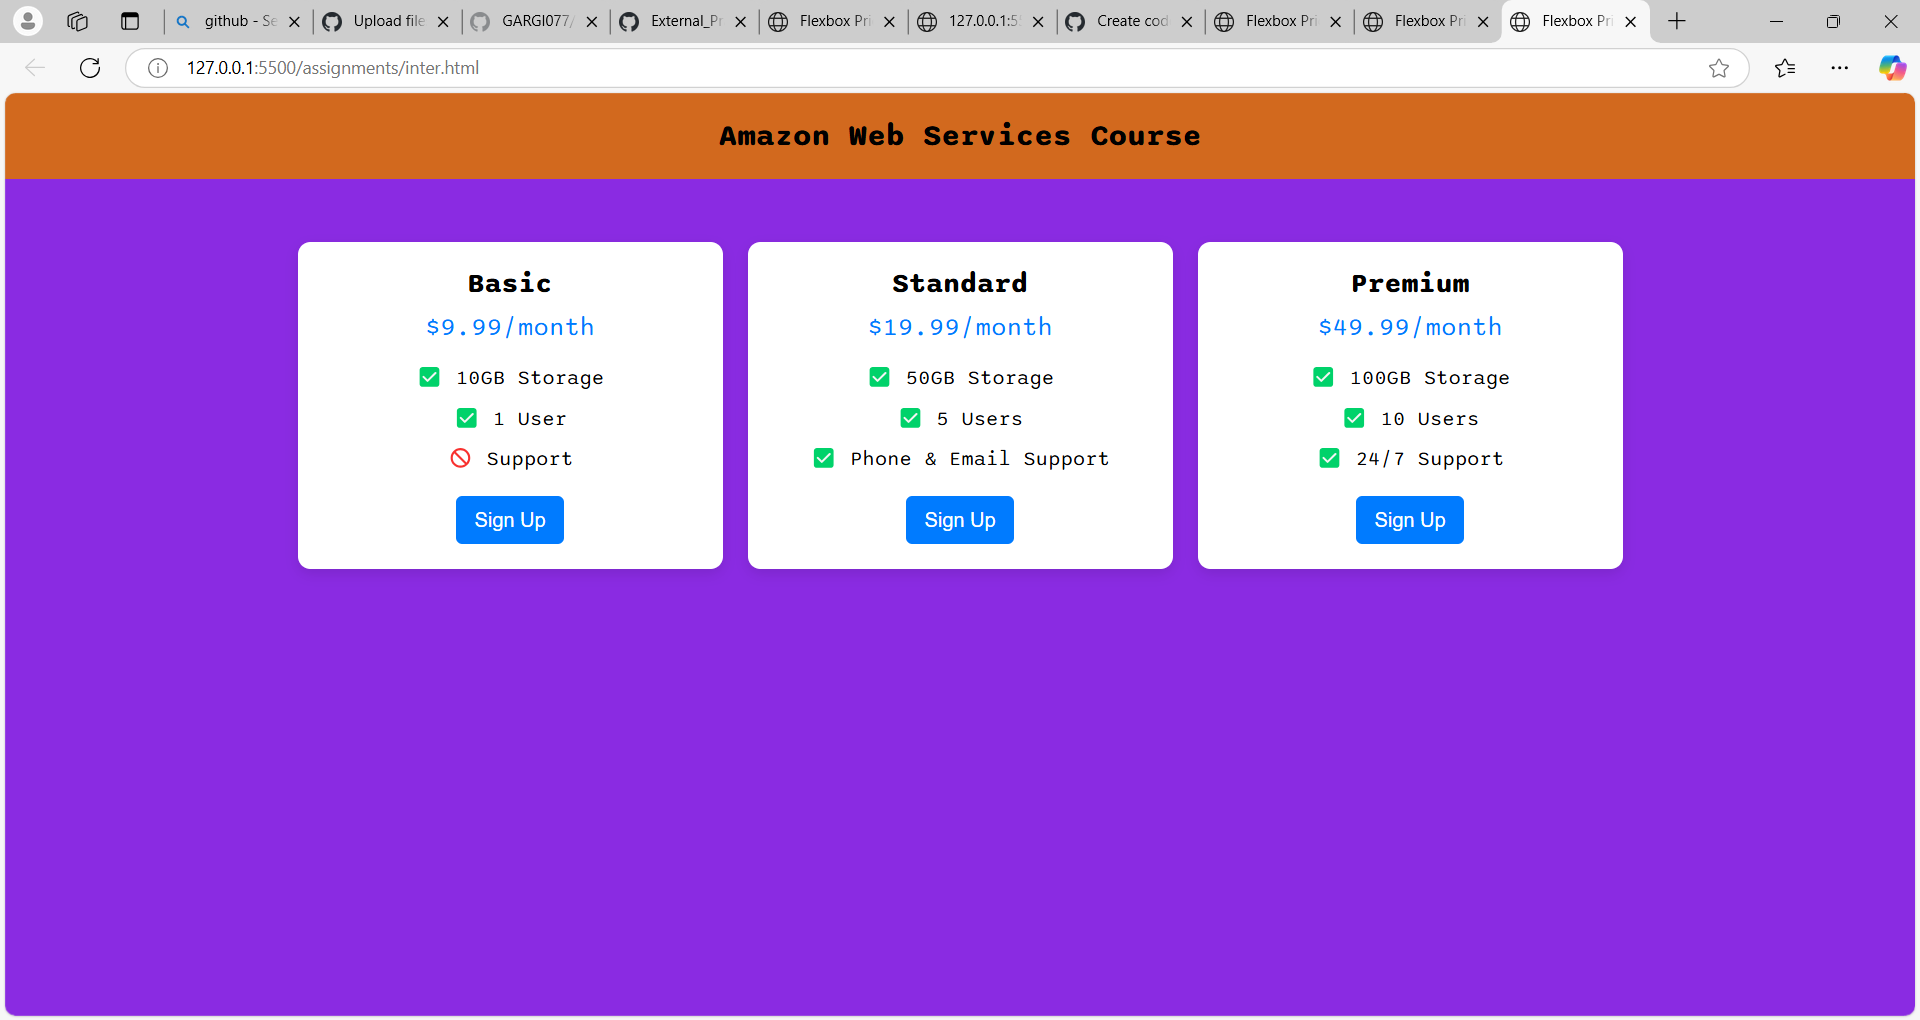 github - Se
Upload file
GARGI077/
External_Pr
Flexbox Pri
127.0.0.1:5
Create cod
Flexbox Pri
Flexbox Pri
Flexbox Pri
127.0.0.1:5500/assignments/inter.html
Amazon Web Services Course
Basic
$9.99/month
✅ 10GB Storage
✅ 1 User
🚫 Support
Sign Up
Standard
$19.99/month
✅ 50GB Storage
✅ 5 Users
✅ Phone & Email Support
Sign Up
Premium
$49.99/month
✅ 100GB Storage
✅ 10 Users
✅ 24/7 Support
Sign Up